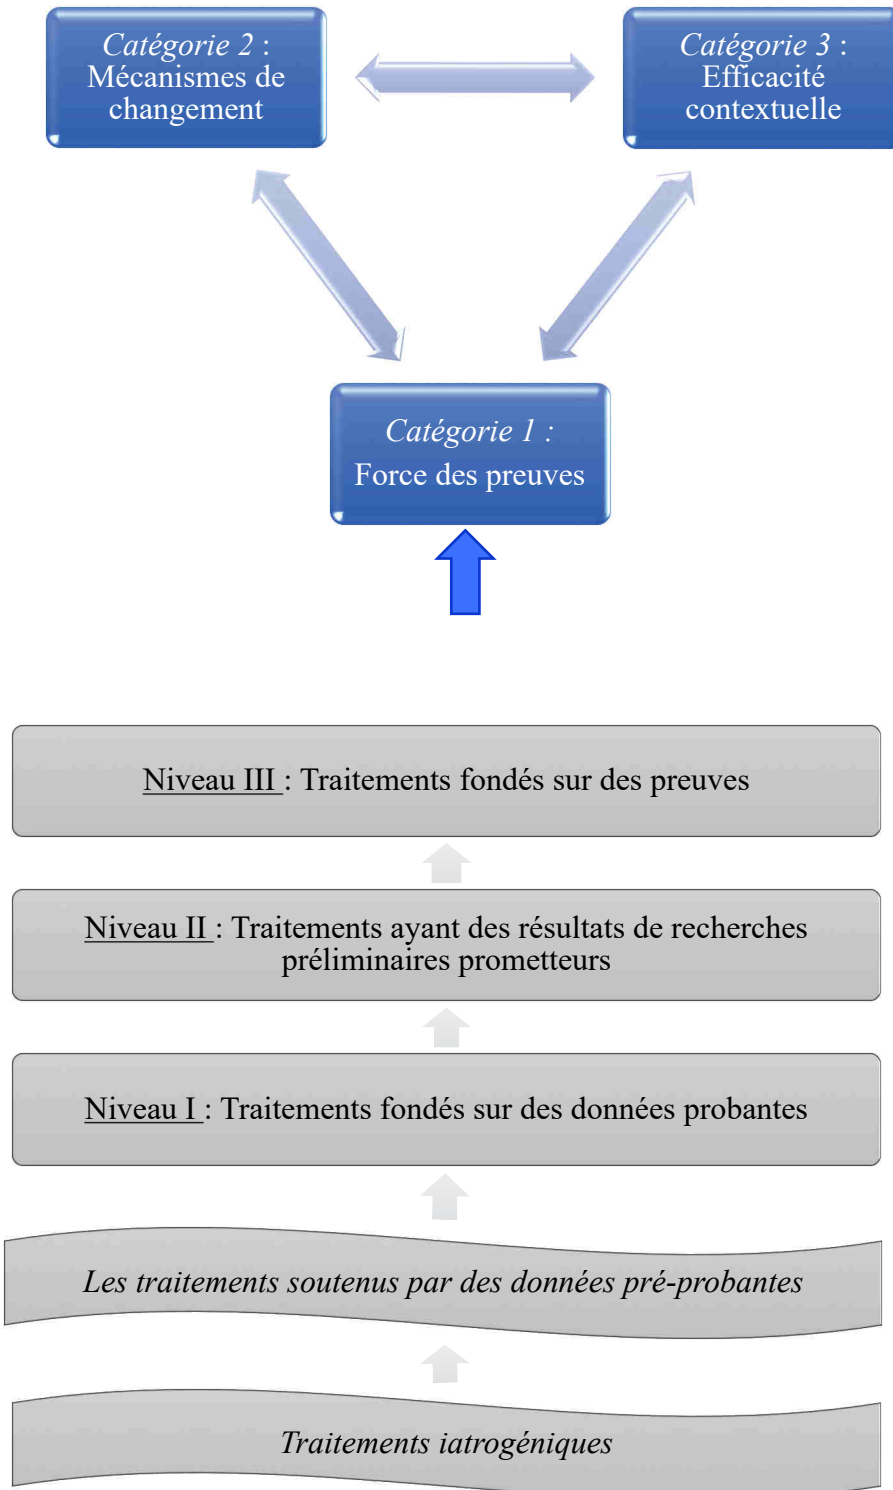 Catégorie 2 :
Mécanismes de
changement
Catégorie 3 :
Efficacité
contextuelle
Catégorie 1 :
Force des preuves
Niveau III : Traitements fondés sur des preuves
Niveau II : Traitements ayant des résultats de recherches
préliminaires prometteurs
Niveau I : Traitements fondés sur des données probantes
Les traitements soutenus par des données pré-probantes
Traitements iatrogéniques